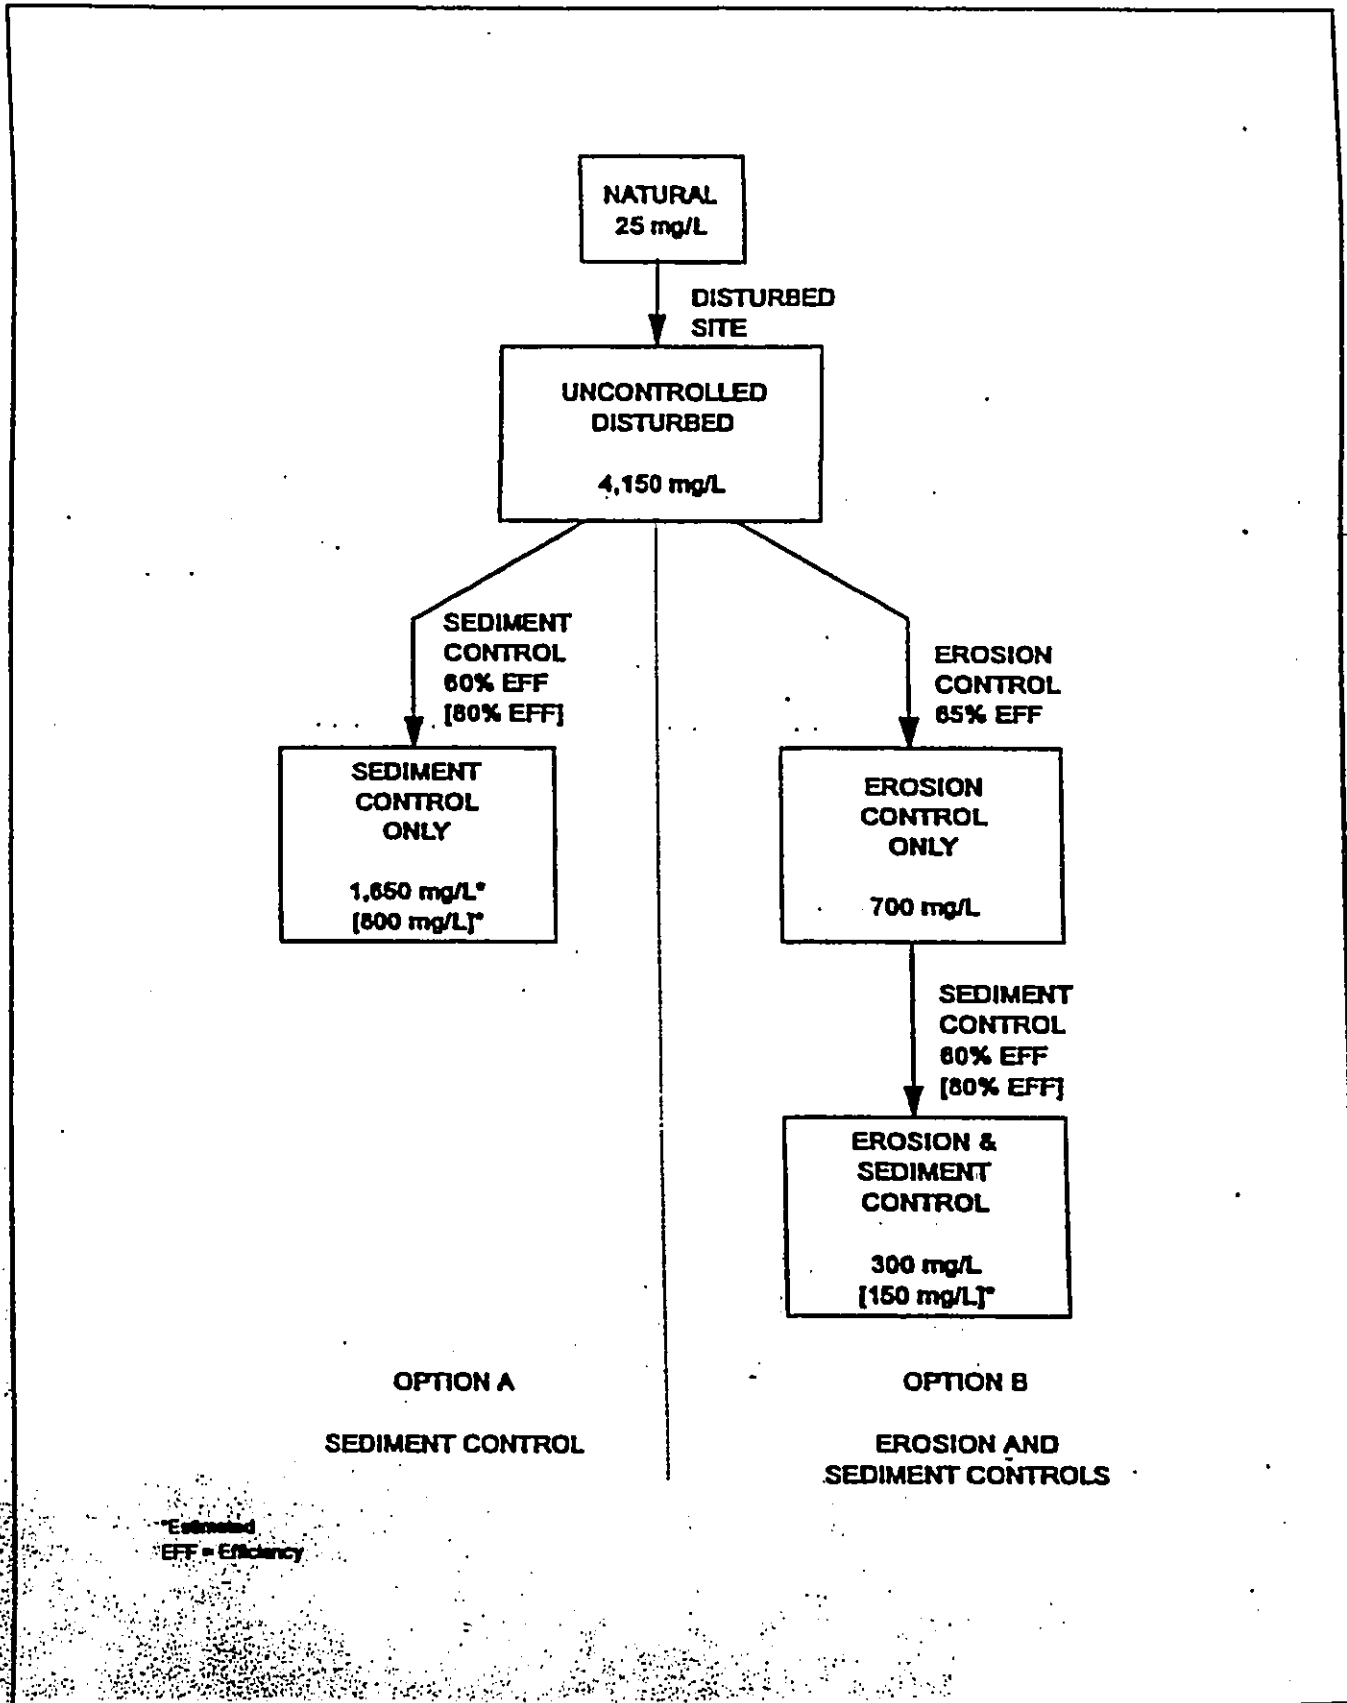 NATURAL
25 mg/L
DISTURBED
SITE
UNCONTROLLED
DISTURBED
4,150 mg/L
SEDIMENT
CONTROL
60% EFF
[80% EFF]
EROSION
CONTROL
85% EFF
SEDIMENT
CONTROL
ONLY
1,650 mg/L*
[800 mg/L]*
EROSION
CONTROL
ONLY
700 mg/L
SEDIMENT
CONTROL
60% EFF
[80% EFF]
EROSION &
SEDIMENT
CONTROL
300 mg/L
[150 mg/L]*
OPTION A
SEDIMENT CONTROL
OPTION B
EROSION AND
SEDIMENT CONTROLS
*Estimated
EFF = Efficiency